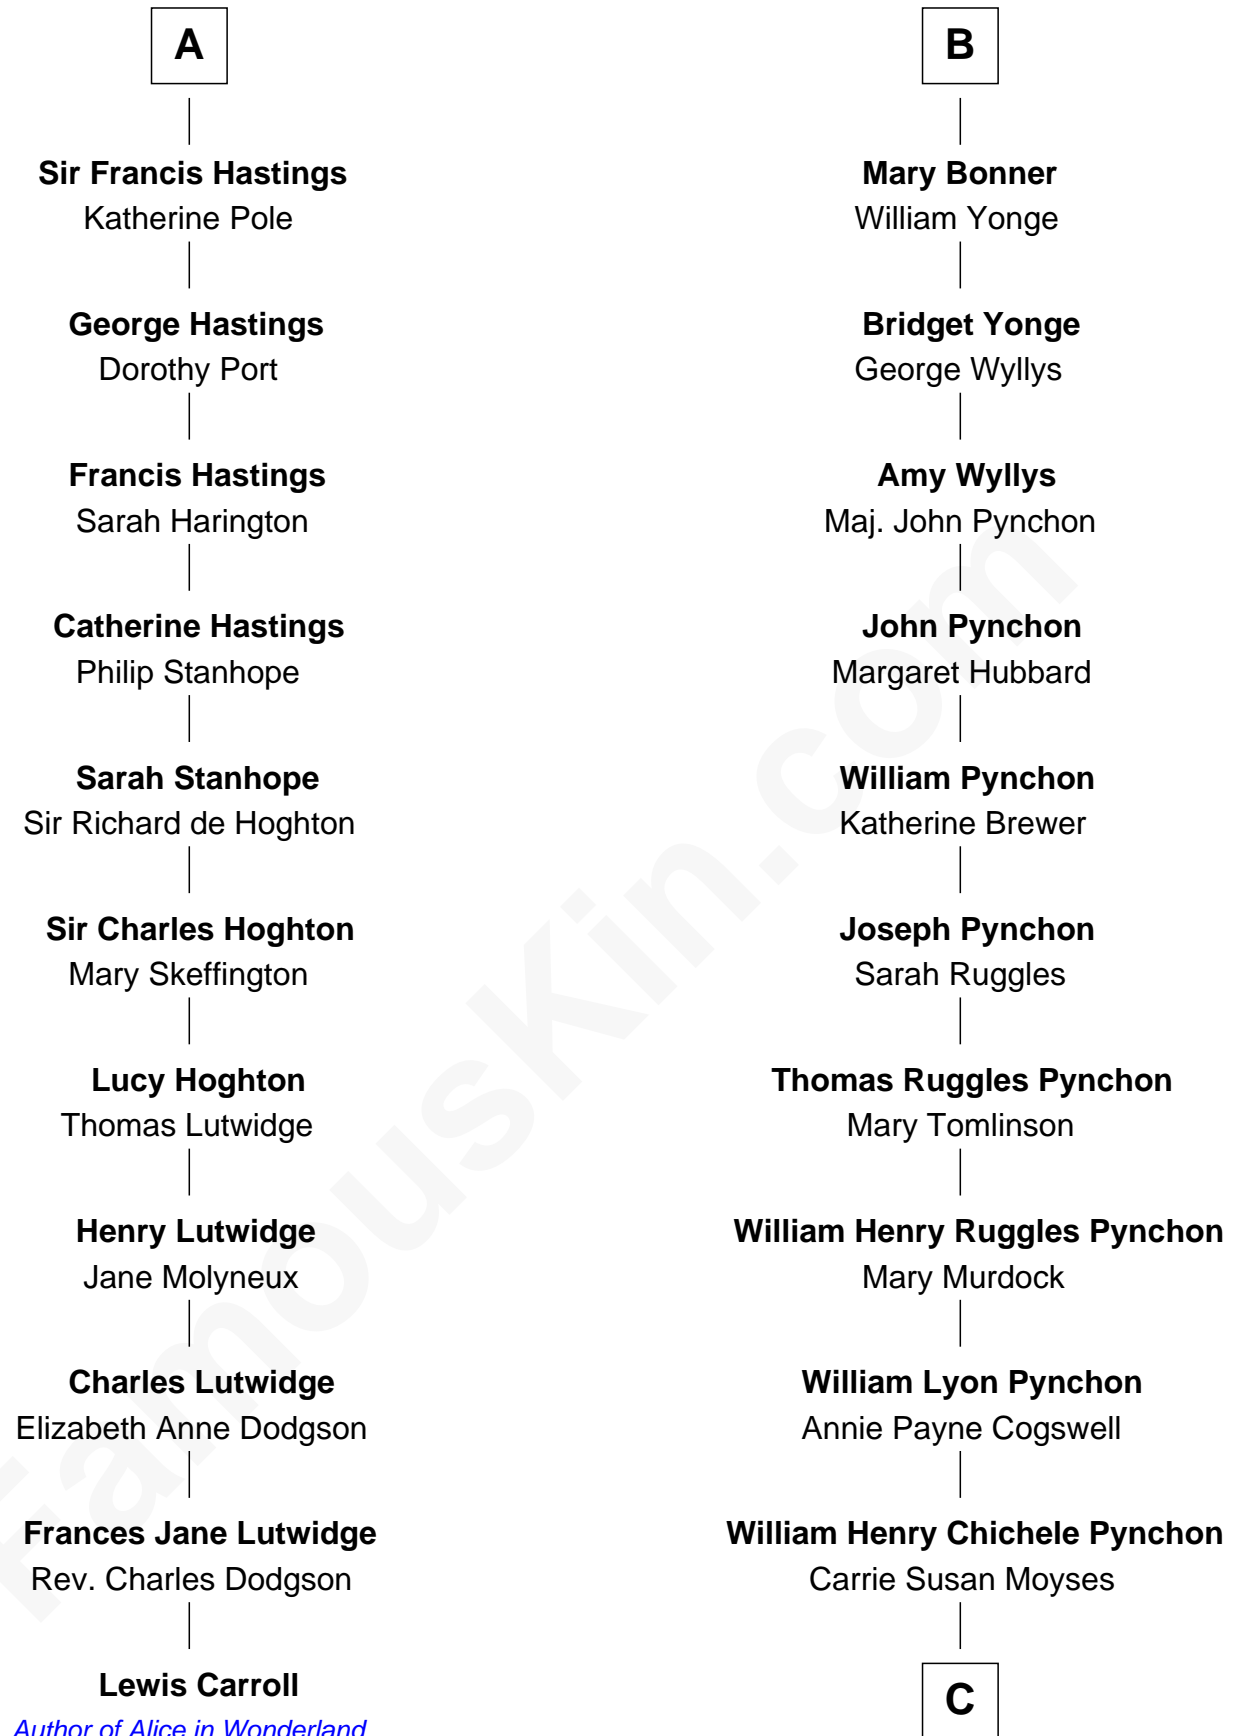 A
Sir Francis Hastings
Katherine Pole
George Hastings
Dorothy Port
Francis Hastings
Sarah Harington
Catherine Hastings
Philip Stanhope
Sarah Stanhope
Sir Richard de Hoghton
Sir Charles Hoghton
Mary Skeffington
Lucy Hoghton
Thomas Lutwidge
Henry Lutwidge
Jane Molyneux
Charles Lutwidge
Elizabeth Anne Dodgson
Frances Jane Lutwidge
Rev. Charles Dodgson
Lewis Carroll
Author of Alice in Wonderland
B
Mary Bonner
William Yonge
Bridget Yonge
George Wyllys
Amy Wyllys
Maj. John Pynchon
John Pynchon
Margaret Hubbard
William Pynchon
Katherine Brewer
Joseph Pynchon
Sarah Ruggles
Thomas Ruggles Pynchon
Mary Tomlinson
William Henry Ruggles Pynchon
Mary Murdock
William Lyon Pynchon
Annie Payne Cogswell
William Henry Chichele Pynchon
Carrie Susan Moyses
C
FamousKin.com